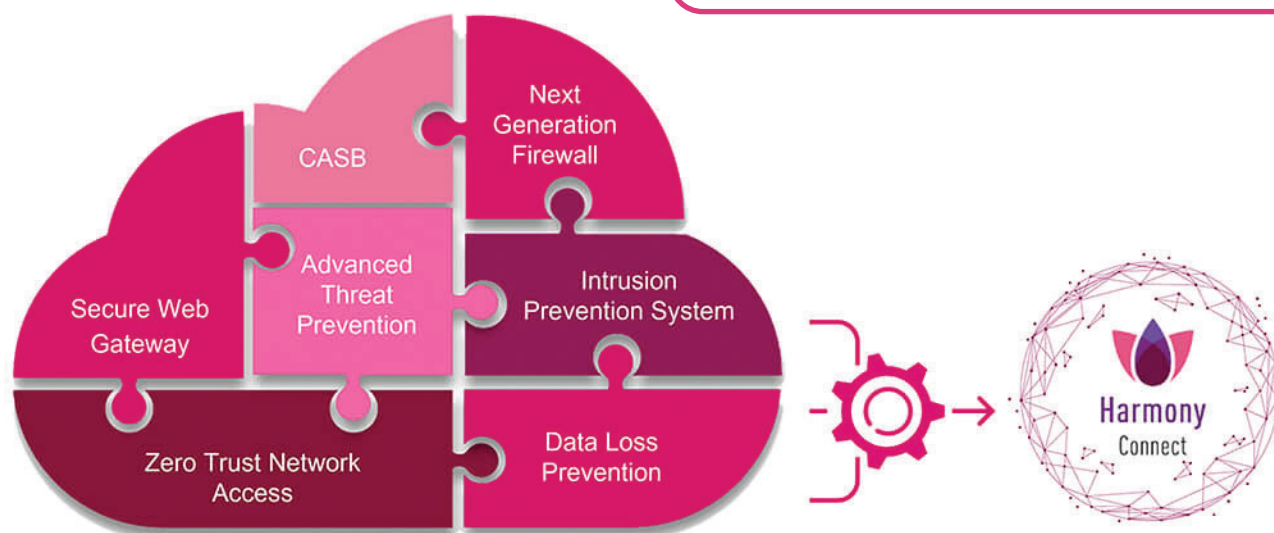 CASB
Next
Generation
Firewall
Secure Web
Gateway
Advanced
Threat
Prevention
Intrusion
Prevention System
Zero Trust Network
Access
Data Loss
Prevention
Harmony
Connect